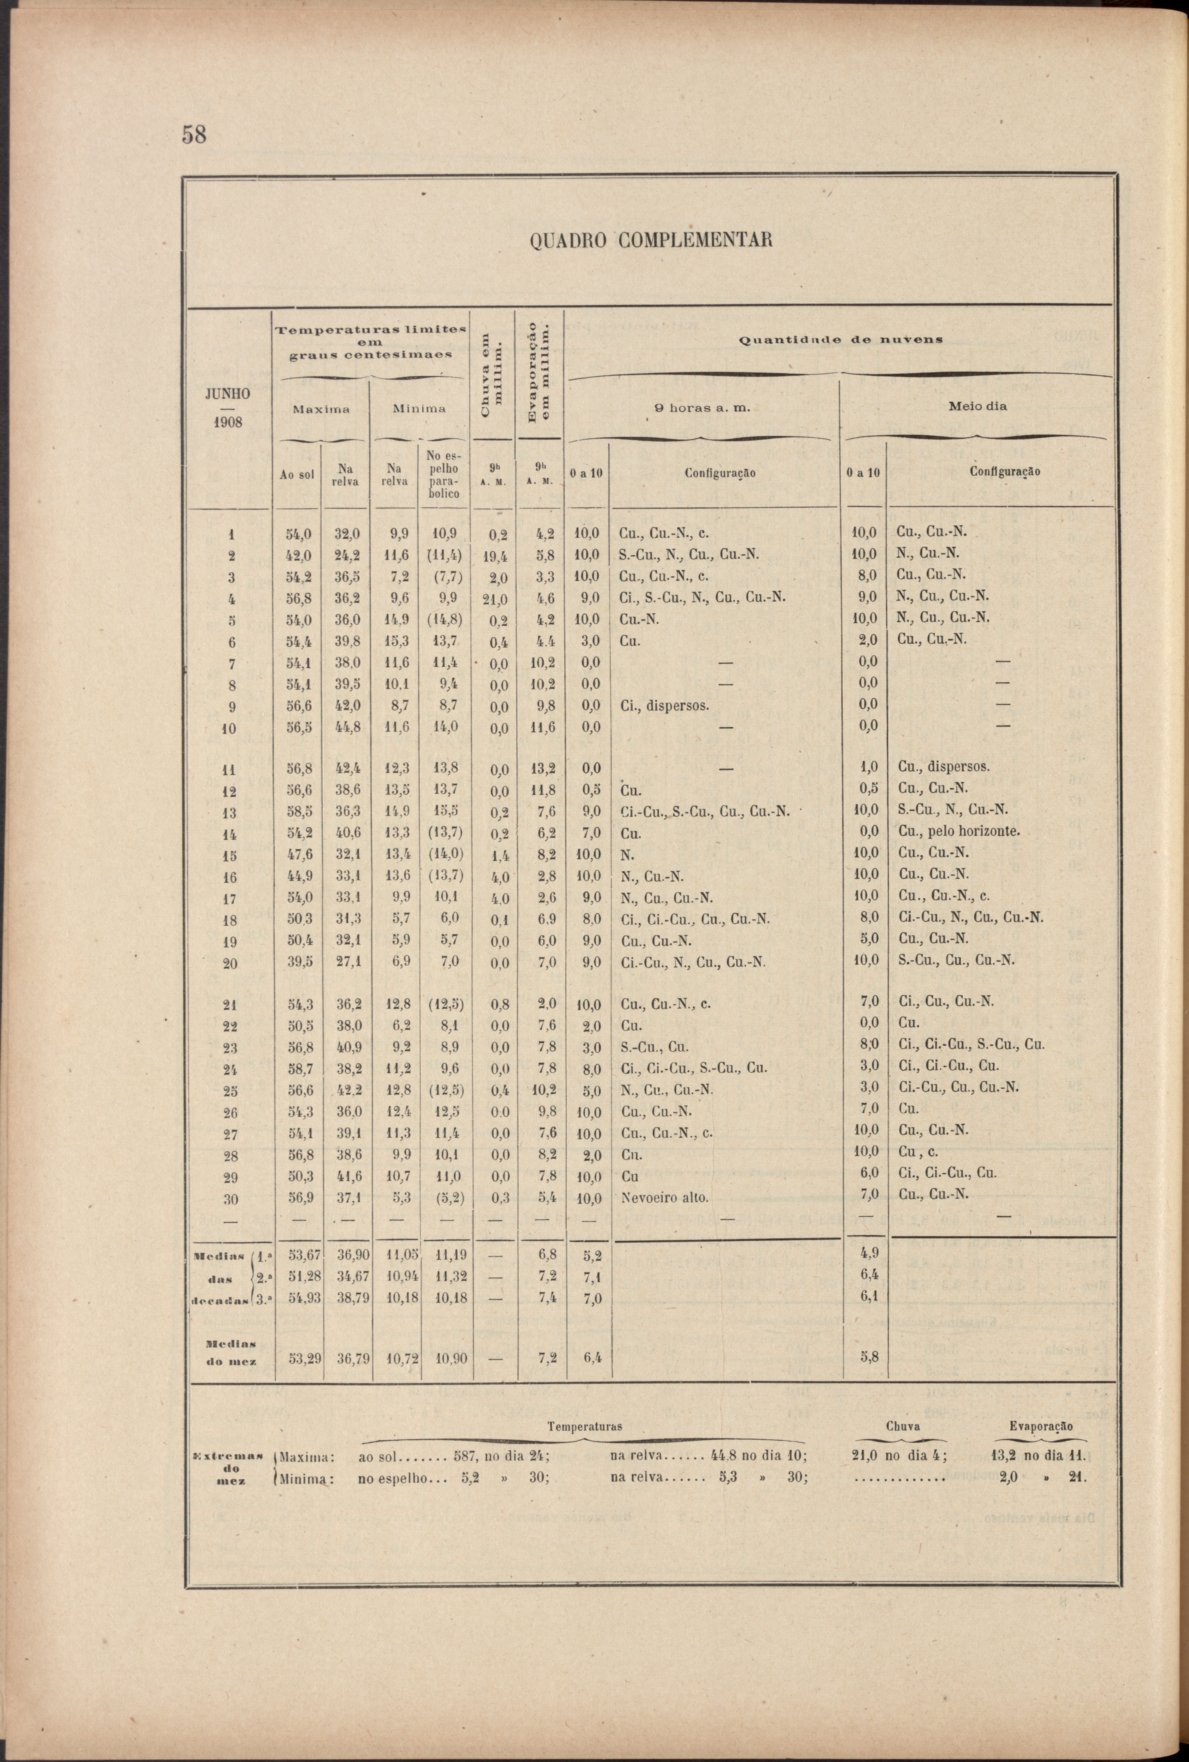 58
QUADRO COMPLEMENTAR
JUNHO
—
1908
Temperaturas limites
em
graus centesimaes
Chuva em
millim.
Evaporação
em millim.
Quantidade de nuvens
Maxima
Minima
9 horas a. m.
Meio dia
Ao sol
Na
relva
Na
relva
No es-
pelho
para-
bolico
9h
A. M.
9h
A. M.
0 a 10
Configuração
0 a 10
Configuração
1 54,0 32,0 9,9 10,9 0,2 4,2 10,0 Cu., Cu.-N., c. 10,0 Cu., Cu.-N.
2 42,0 24,2 11,6 (11,4) 19,4 5,8 10,0 S.-Cu., N., Cu., Cu.-N. 10,0 N., Cu.-N.
3 54,2 36,5 7,2 (7,7) 2,0 3,3 10,0 Cu., Cu.-N., c. 8,0 Cu., Cu.-N.
4 56,8 36,2 9,6 9,9 21,0 4,6 9,0 Ci., S.-Cu., N., Cu., Cu.-N. 9,0 N., Cu., Cu.-N.
5 54,0 36,0 14,9 (14,8) 0,2 4,2 10,0 Cu.-N. 10,0 N., Cu., Cu.-N.
6 54,4 39,8 15,3 13,7 0,4 4.4 3,0 Cu. 2,0 Cu., Cu.-N.
7 54,1 38,0 11,6 11,4 0,0 10,2 0,0 — 0,0 —
8 54,1 39,5 10,1 9,4 0,0 10,2 0,0 — 0,0 —
9 56,6 42,0 8,7 8,7 0,0 9,8 0,0 Ci., dispersos. 0,0 —
10 56,5 44,8 11,6 14,0 0,0 11,6 0,0 — 0,0 —
11 56,8 42,4 12,3 13,8 0,0 13,2 0,0 — 1,0 Cu., dispersos.
12 56,6 38,6 13,5 13,7 0,0 11,8 0,5 Cu. 0,5 Cu., Cu.-N.
13 58,5 36,3 14,9 15,5 0,2 7,6 9,0 Ci.-Cu., S.-Cu., Cu., Cu.-N. 10,0 S.-Cu., N., Cu.-N.
14 54,2 40,6 13,3 (13,7) 0,2 6,2 7,0 Cu. 0,0 Cu., pelo horizonte.
15 47,6 32,1 13,4 (14,0) 1,4 8,2 10,0 N. 10,0 Cu., Cu.-N.
16 44,9 33,1 13,6 (13,7) 4,0 2,8 10,0 N., Cu.-N. 10,0 Cu., Cu.-N.
17 54,0 33,1 9,9 10,1 4,0 2,6 9,0 N., Cu., Cu.-N. 10,0 Cu., Cu.-N., c.
18 50 3 31,3 5,7 6,0 0,1 6,9 8,0 Ci., Ci.-Cu., Cu., Cu.-N. 8,0 Ci.-Cu., N., Cu., Cu.-N.
19 50,4 32,1 5,9 5,7 0,0 6,0 9,0 Cu., Cu.-N. 5,0 Cu., Cu.-N.
20 39,5 27,1 6,9 7,0 0,0 7,0 9,0 Ci.-Cu., N., Cu., Cu.-N. 10,0 S.-Cu., Cu., Cu.-N.
21 54,3 36,2 12,8 (12,5) 0,8 2,0 10,0 Cu., Cu.-N., c. 7,0 Ci., Cu., Cu.-N.
22 50,5 38,0 6,2 8,1 0,0 7,6 2,0 Cu. 0,0 Cu.
23 56,8 40,9 9,2 8,9 0,0 7,8 3,0 S.-Cu., Cu. 8,0 Ci., Ci.-Cu., S.-Cu., Cu.
24 58,7 38,2 11,2 9,6 0,0 7,8 8,0 Ci., Ci.-Cu., S.-Cu., Cu. 3,0 Ci., Ci.-Cu., Cu.
25 56,6 42,2 12,8 (12,5) 0,4 10,2 5,0 N., Cu., Cu.-N. 3,0 Ci.-Cu., Cu., Cu.-N.
26 54,3 36,0 12,4 12,5 0.0 9,8 10,0 Cu., Cu.-N. 7,0 Cu.
27 54,1 39,1 11,3 11,4 0,0 7,6 10,0 Cu., Cu.-N., c. 10,0 Cu., Cu.-N.
28 56,8 38,6 9,9 10,1 0,0 8,2 2,0 Cu. 10,0 Cu , c.
29 50,3 41,6 10,7 11,0 0,0 7,8 10,0 Cu 6,0 Ci., Ci.-Cu., Cu.
30 56,9 37,1 5,3 (5,2) 0,3 5,4 10,0 Nevoeiro alto. 7,0 Cu., Cu.-N.
— — — — — — — — — — —
Medias 1.ª 53,67 36,90 11,05 11,19 — 6,8 5,2 4,9
das 2.ª 51,28 34,67 10,94 11,32 — 7,2 7,1 6,4
decadas 3.ª 54,93 38,79 10,18 10,18 — 7,4 7,0 6,1
Medias
do mez 53,29 36,79 10,72 10,90 — 7,2 6,4 5,8
Temperaturas Chuva Evaporação
Extremas
do
mez
Maxima: ao sol....... 587, no dia 24; na relva...... 44.8 no dia 10; 21,0 no dia 4; 13,2 no dia 11.
Minima: no espelho... 5,2 » 30; na relva...... 5,3 » 30; ............. 2,0 » 21.